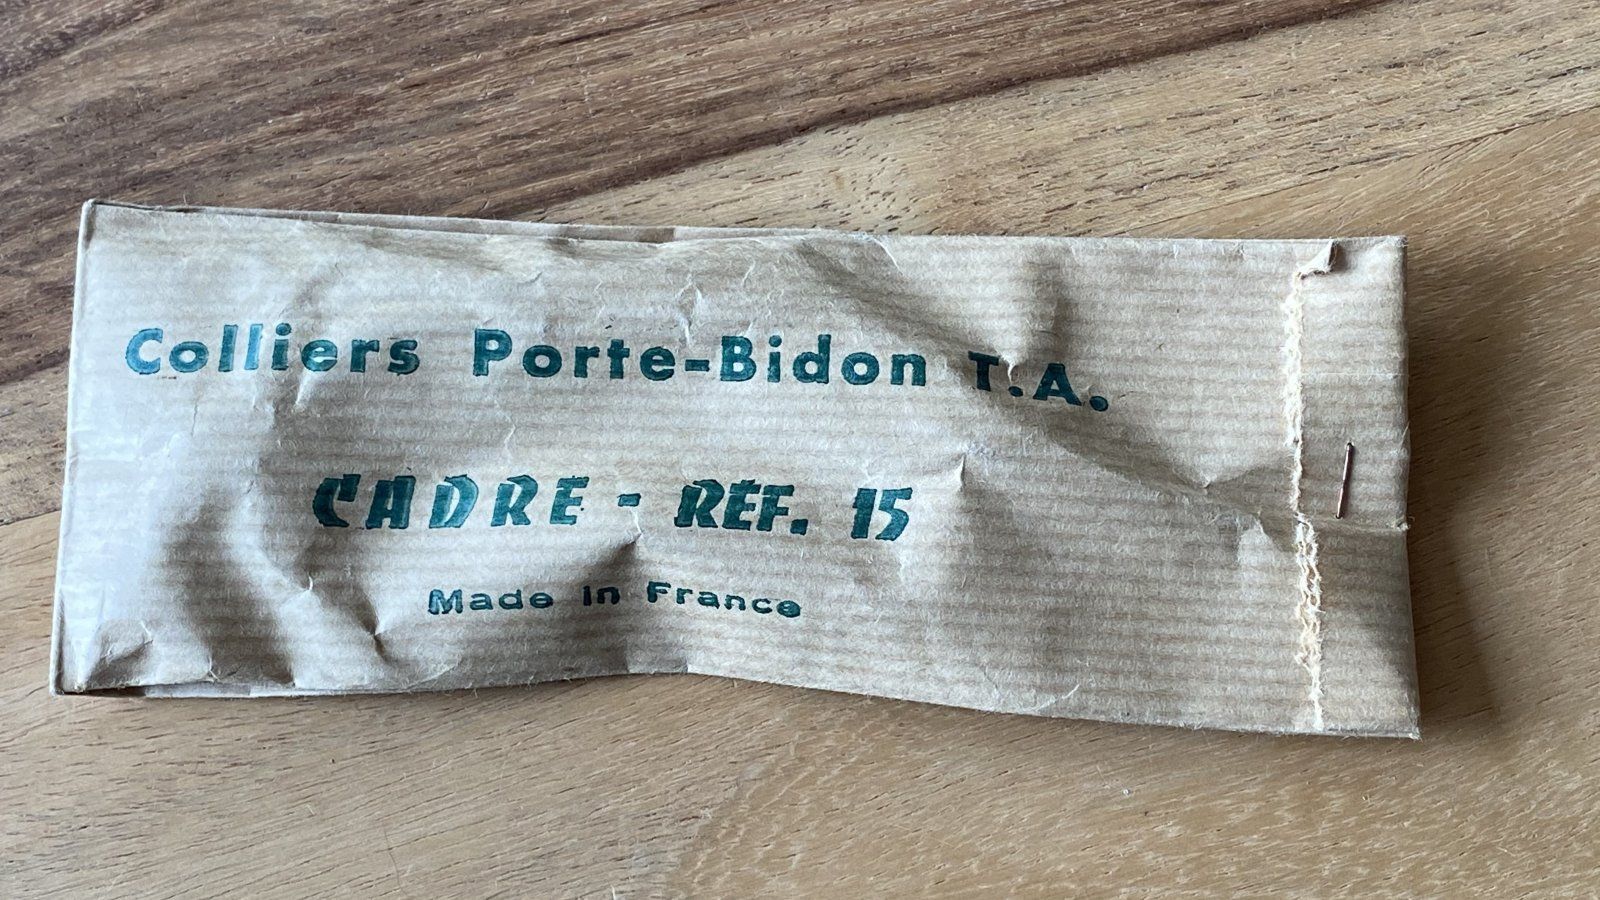 Colliers Porte-Bidon T.A.
CADRE - REF. 15
Made in France